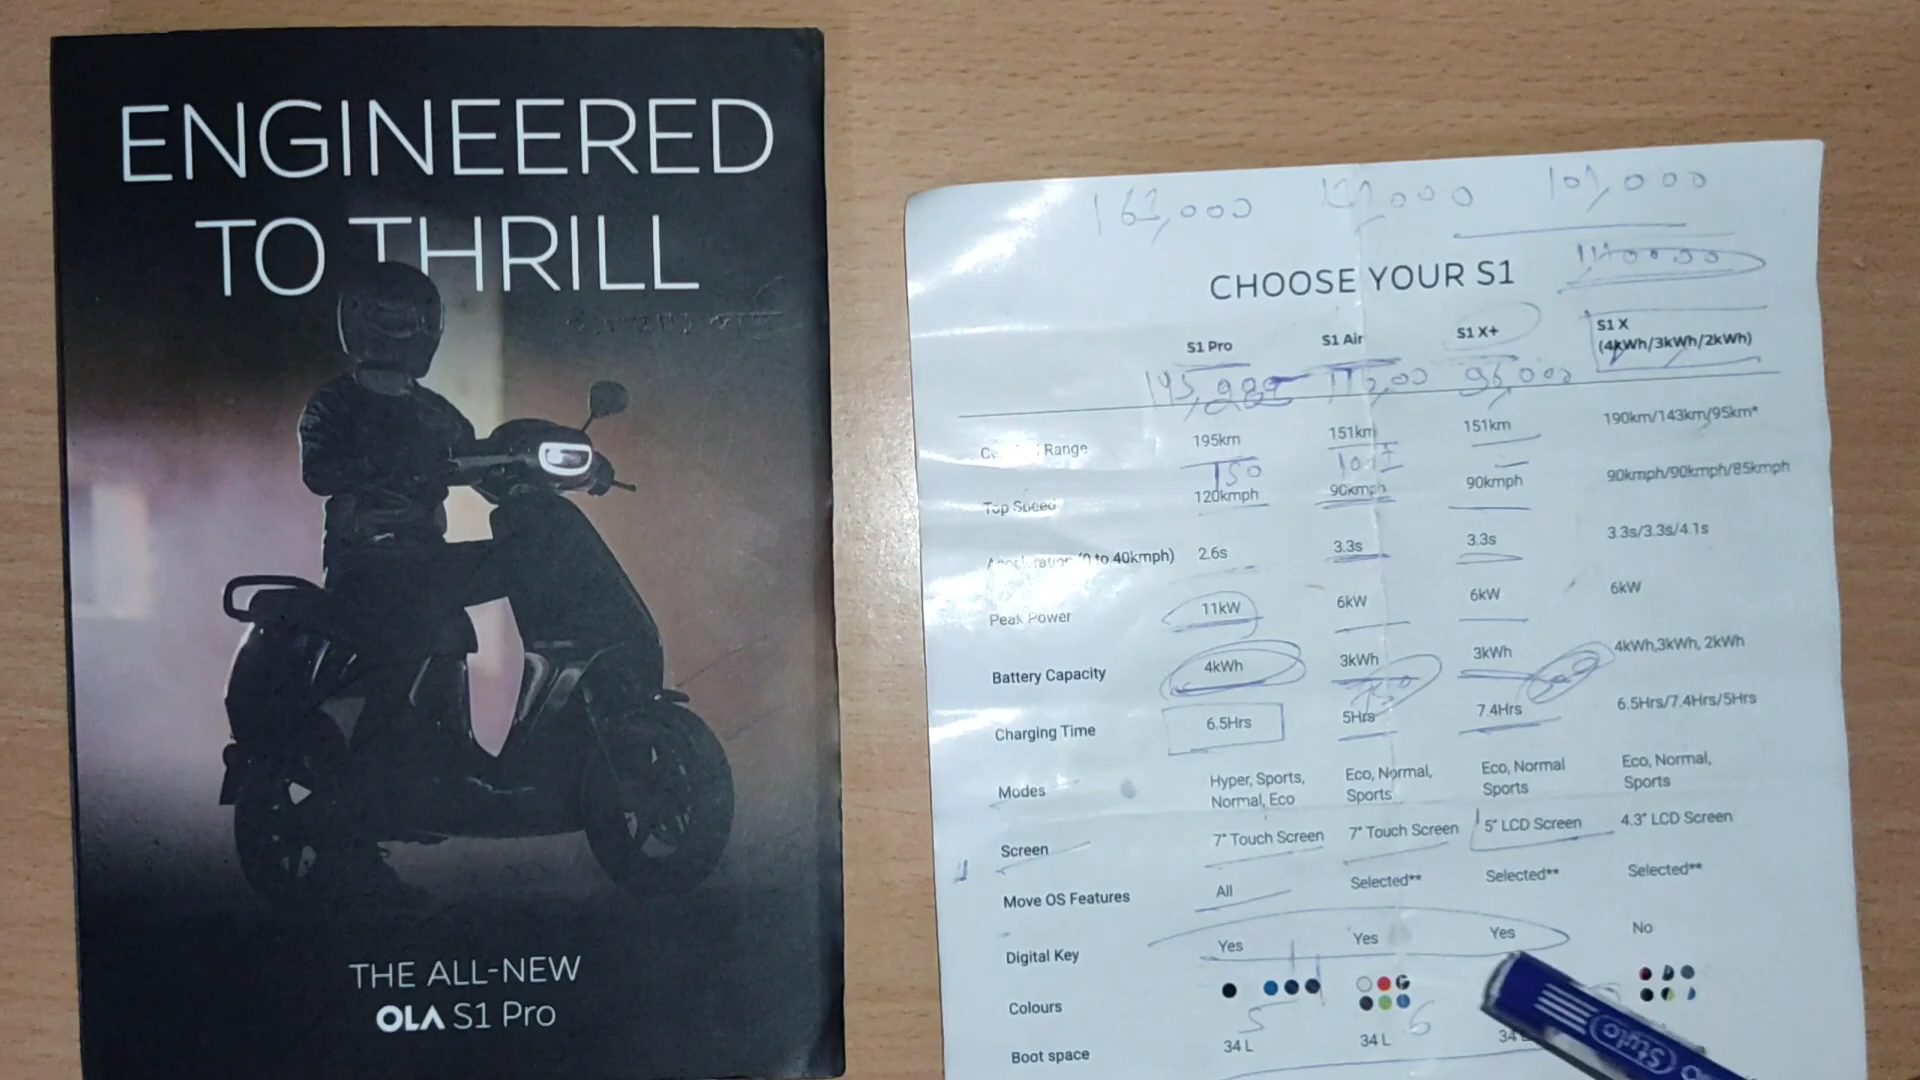 ENGINEERED
TO THRILL
THE ALL-NEW
OLA S1 Pro
163,000
101,000
CHOOSE YOUR S1
S1 Pro S1 Air S1 X+ S1 X
(4kWh/3kWh/2kWh)
Range 195km 151km 151km 190km/143km/95km*
150
Top Speed 120kmph 90kmph 90kmph 90kmph/90kmph/85kmph
(0 to 40kmph) 2.6s 3.3s 3.3s 3.3s/3.3s/4.1s
Peak Power 11kW 6kW 6kW 6kW
Battery Capacity 4kWh 3kWh 3kWh 4kWh,3kWh, 2kWh
Charging Time 6.5Hrs 5Hrs 7.4Hrs 6.5Hrs/7.4Hrs/5Hrs
Modes Hyper, Sports, Eco, Normal, Eco, Normal Eco, Normal,
Normal, Eco Sports Sports Sports
Screen 7" Touch Screen 7" Touch Screen 5" LCD Screen 4.3" LCD Screen
Move OS Features All Selected** Selected** Selected**
Digital Key Yes Yes Yes No
Colours
5 6
Boot space 34 L 34 L 34
Stylo